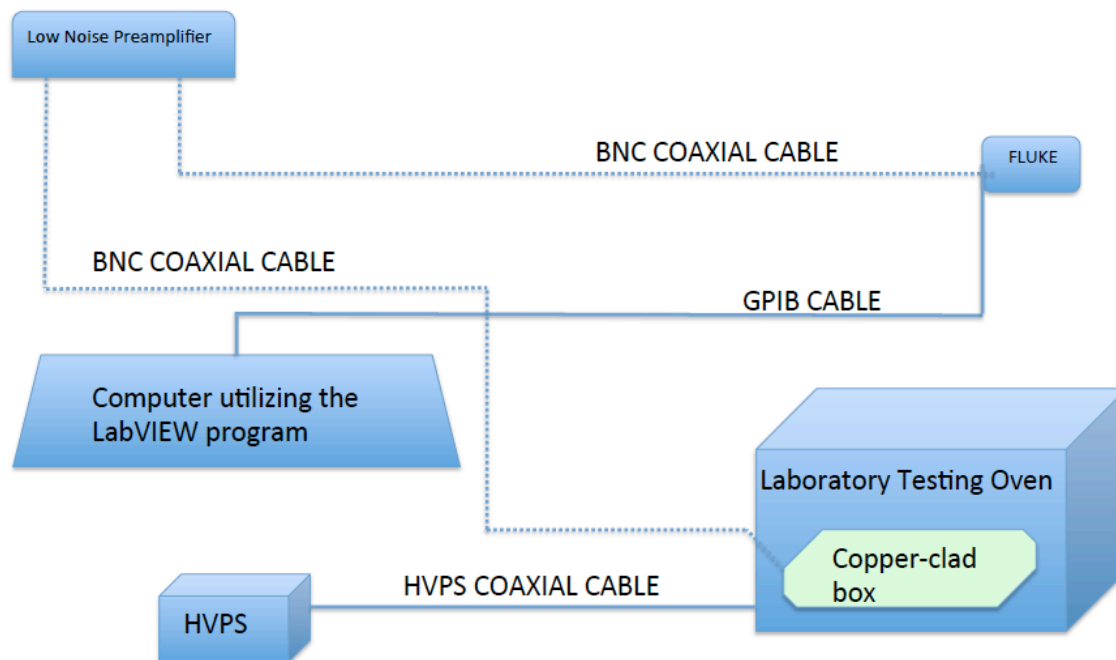 Low Noise Preamplifier
BNC COAXIAL CABLE
FLUKE
BNC COAXIAL CABLE
GPIB CABLE
Computer utilizing the
LabVIEW program
Laboratory Testing Oven
Copper-clad
box
HVPS COAXIAL CABLE
HVPS